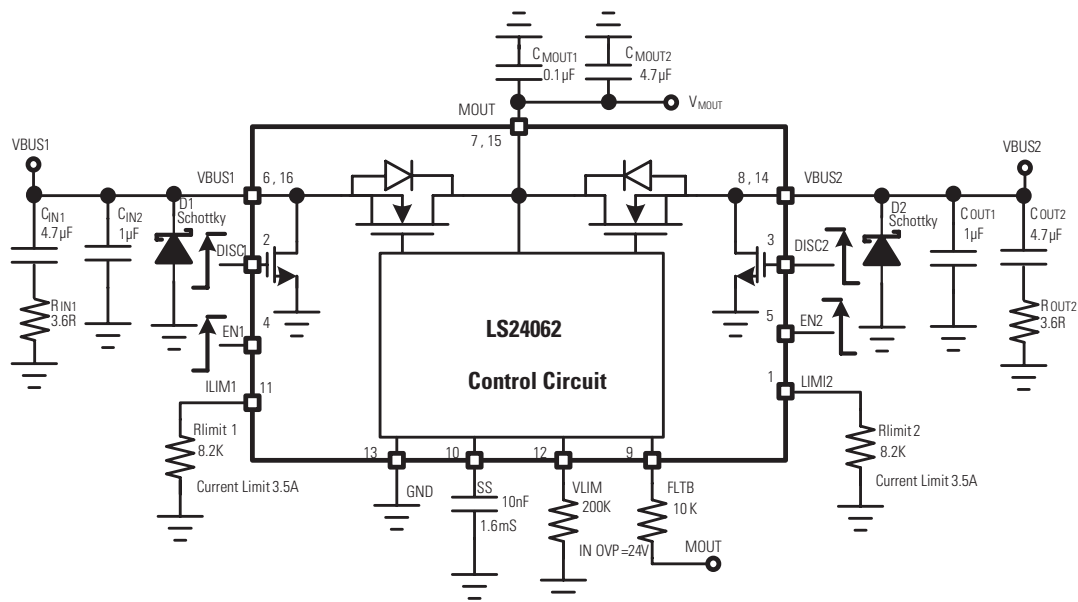 C MOUT1
0.1µF
C MOUT2
4.7µF
MOUT
VMOUT
7 , 15
VBUS1
VBUS1
6 , 16
8 , 14
VBUS2
VBUS2
CIN1
4.7µF
CIN2
1µF
D1
Schottky
DISC1
2
3
DISC2
D2
Schottky
C OUT1
1µF
C OUT2
4.7µF
R IN1
3.6R
EN1
4
LS24062
Control Circuit
5
EN2
R OUT2
3.6R
ILIM1
11
1
LIMI2
Rlimit 1
8.2K
Current Limit 3.5A
Rlimit 2
8.2K
Current Limit 3.5A
13
10
12
9
GND
SS
10nF
1.6mS
VLIM
200K
IN OVP=24V
FLTB
10 K
MOUT